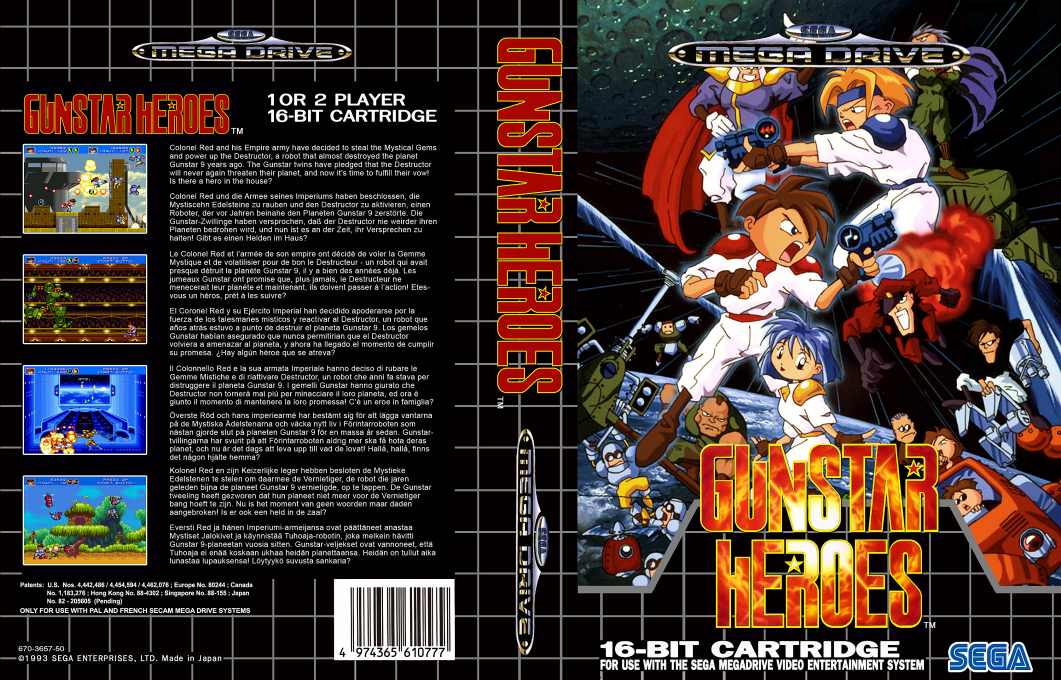 SEGA
MEGA DRIVE
GUNSTAR HEROES™
1 OR 2 PLAYER
16-BIT CARTRIDGE
Colonel Red and his Empire army have decided to steal the Mystical Gems
and power up the Destructor, a robot that almost destroyed the planet
Gunstar 9 years ago. The Gunstar twins have pledged that the Destructor
will never again threaten their planet, and now it's time to fulfill their vow!
Is there a hero in the house?
Colonel Red und die Armee seines Imperiums haben beschlossen, die
Mystiscehn Edelsteine zu rauben und den Destructor zu aktivieren, einen
Roboter, der vor Jahren beinahe den Planeten Gunstar 9 zerstörte. Die
Gunstar-Zwillinge haben versprochen, daß der Destructor nie weirder ihren
Planeten bedrohen wird, und nun ist es an der Zeit, ihr Versprechen zu
halten! Gibt es einen Helden im Haus?
Le Colonel Red et l'armée de son empire ont décidé de voler la Gemme
Mystique et de volatilisier pour de bon le Destructeur - un robot qui avait
presque détruit la planète Gunstar 9, il y a bien des années déjà. Les
jumeaux Gunstar ont promise que, plus jamais, le Destructeur ne
menecerait leur planète et maintenant, ils doivent passer à l'action! Etes-
vous un héros, prêt à les suivre?
El Coronel Red y su Ejército Imperial han decidido apoderarse por la
fuerza de los talesmanes misticos y reactivar al Destructor, un robot que
años atrás estuvo a punto de destruir el planeta Gunstar 9. Los gemelos
Gunstar habían asegurado que nunca permitirian que el Destructor
volviera a amenazar al planeta, y ahora ha llegado el momento de cumplir
su promesa. ¿Hay algún hèroe que se atreva?
Il Colonnello Red e la sua armata Imperiale hanno deciso di rubare le
Gemme Mistiche e di riattivare Destructor, un robot che anni fa stava per
distruggere il planeta Gunstar 9. I gemelli Gunstar hanno giurato che
Destructor non tornerà mai più per minacciare il loro planeta, ed ora è
giunto il momento di mantenere la loro promessa! C'è un eroe in famiglia?
Överste Röd och hans imperiearmé har bestämt sig för att lägga vantarna
på de Mystiska Ädelstenarna och väcka nytt liv i Förintarroboten som
nästan gjorde slut på planeten Gunstar 9 för en massa år sedan. Gunstar-
tvillingarna har svurit på att Förintarroboten aldrig mer ska få hota deras
planet, och nu är det dags att leva upp till vad de lovat! Hallå, hallå, finns
det någon hjälte hemma?
Kolonel Red en zijn Keizerlijke leger hebben besloten de Mystieke
Edelstenen te stelen om daarmee de Vernietiger, de robot die jaren
geleden bijna de planeet Gunstar 9 vernietigde, op te lappen. De Gunstar
tweeling heeft gezworen dat hun planeet niet meer voor de Vernietiger
bang hoeft te zijn. Nu is het moment van geen woorden maar daden
aangebroken! Is er ook een held in de zaal?
Eversti Red ja hänen Imperiumi-armeijansa ovat päättäneet anastaa
Mystiset Jalokivet ja käynnistää Tuhoaja-robotin, joka melkein hävitti
Gunstar 9-planeetan vuosia sitten. Gunstar-veljekset ovat vannoneet, että
Tuhoaja ei enää koskaan ukhaa heidän planettaansa. Heidän on tullut aika
lunastaa lupauksensa! Löytyykö suvusta sankaria?
Patents: U.S. Nos. 4,442,486 / 4,454,594 / 4,462,076 ; Europe No. 80244 ; Canada
No. 1,183,276 ; Hong Kong No. 88-4302 ; Singapore No. 88-155 ; Japan
No. 82 - 205605 (Pending)
ONLY FOR USE WITH PAL AND FRENCH SECAM MEGA DRIVE SYSTEMS
670-3657-50
©1993 SEGA ENTERPRISES, LTD. Made in Japan
4 974365 610777
GUNSTAR HEROES™
SEGA
MEGA DRIVE
SEGA
MEGA DRIVE
GUNSTAR
HEROES™
16-BIT CARTRIDGE
FOR USE WITH THE SEGA MEGADRIVE VIDEO ENTERTAINMENT SYSTEM
SEGA